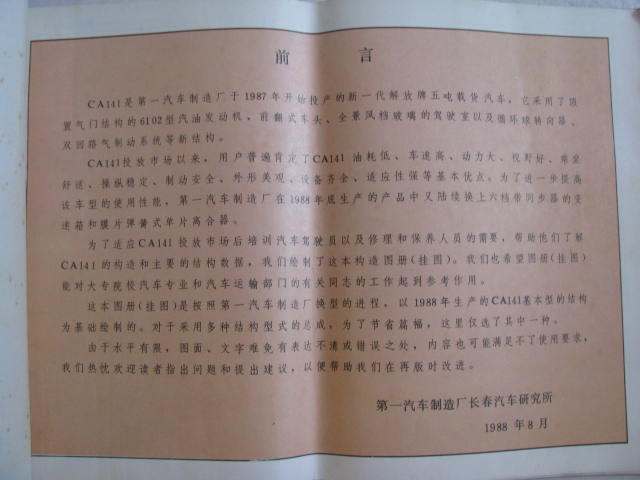 前 言
CA141是第一汽车制造厂于1987年开始投产的新一代解放牌五吨载货汽车。它采用了顶
置气门结构的6102型汽油发动机，前翻式车头、全景风档玻璃的驾驶室以及循环球转向器、
双回路气制动系统等新结构。
CA141投放市场以来，用户普遍肯定了CA141油耗低、车速高、动力大、视野好、乘坐
舒适、操纵稳定、制动安全、外形美观、设备齐全、适应性强等基本优点。为了进一步提高
该车型的使用性能，第一汽车制造厂在1988年底生产的产品中又陆续换上六档带同步器的变
速箱和膜片弹簧式单片离合器。
为了适应CA141投放市场后培训汽车驾驶员以及修理和保养人员的需要，帮助他们了解
CA141的构造和主要的结构数据，我们绘制了这本构造图册(挂图)。我们也希望图册(挂图)
能对大专院校汽车专业和汽车运输部门的有关同志的工作起到参考作用。
这本图册(挂图)是按照第一汽车制造厂换型的进程，以1988年生产的CA141基本型的结构
为基础绘制的。对于采用多种结构型式的总成，为了节省篇幅，这里仅选了其中一种。
由于水平有限，图面、文字难免有表达不清或错误之处，内容也可能满足不了使用要求，
我们热忱欢迎读者指出问题和提出建议，以便帮助我们在再版时改进。
第一汽车制造厂长春汽车研究所
1988年8月